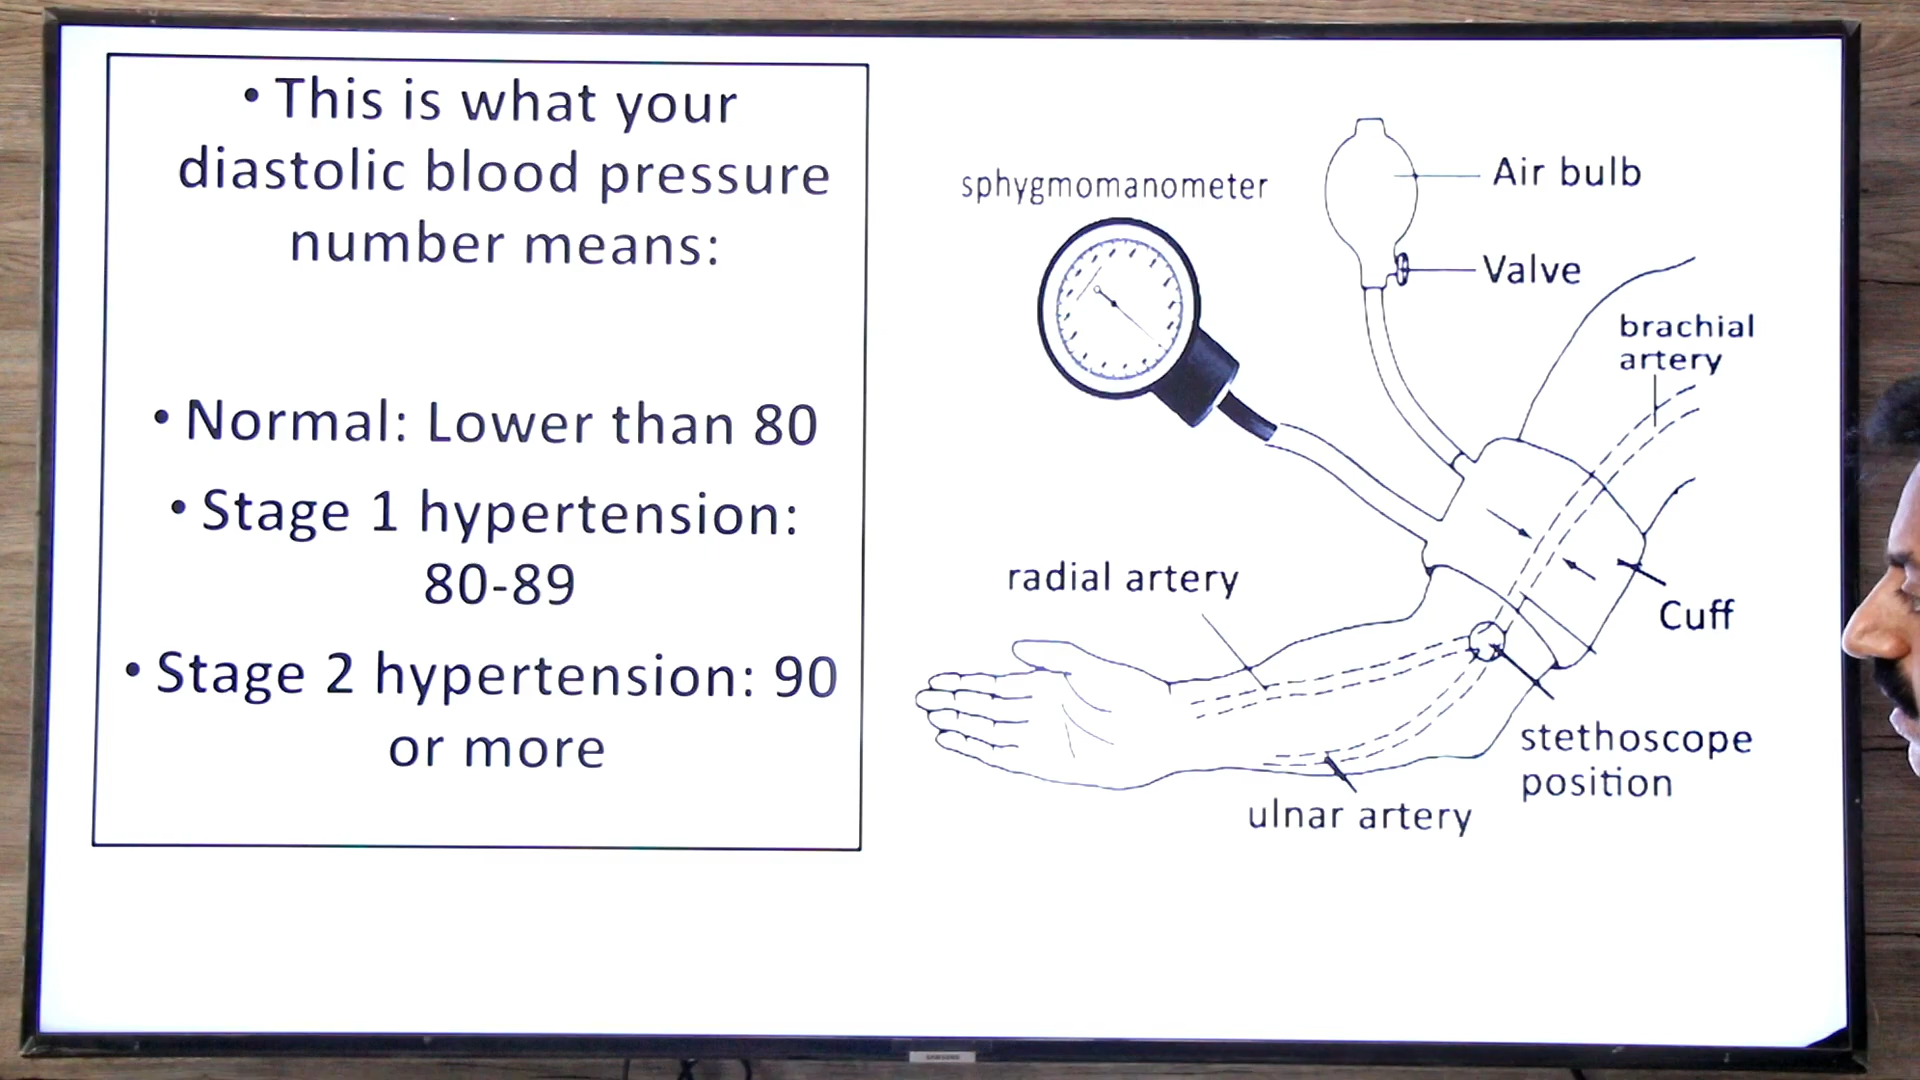 • This is what your
diastolic blood pressure
number means:
• Normal: Lower than 80
• Stage 1 hypertension:
80-89
• Stage 2 hypertension: 90
or more
sphygmomanometer
Air bulb
Valve
brachial
artery
radial artery
Cuff
stethoscope
position
ulnar artery
SAMSUNG